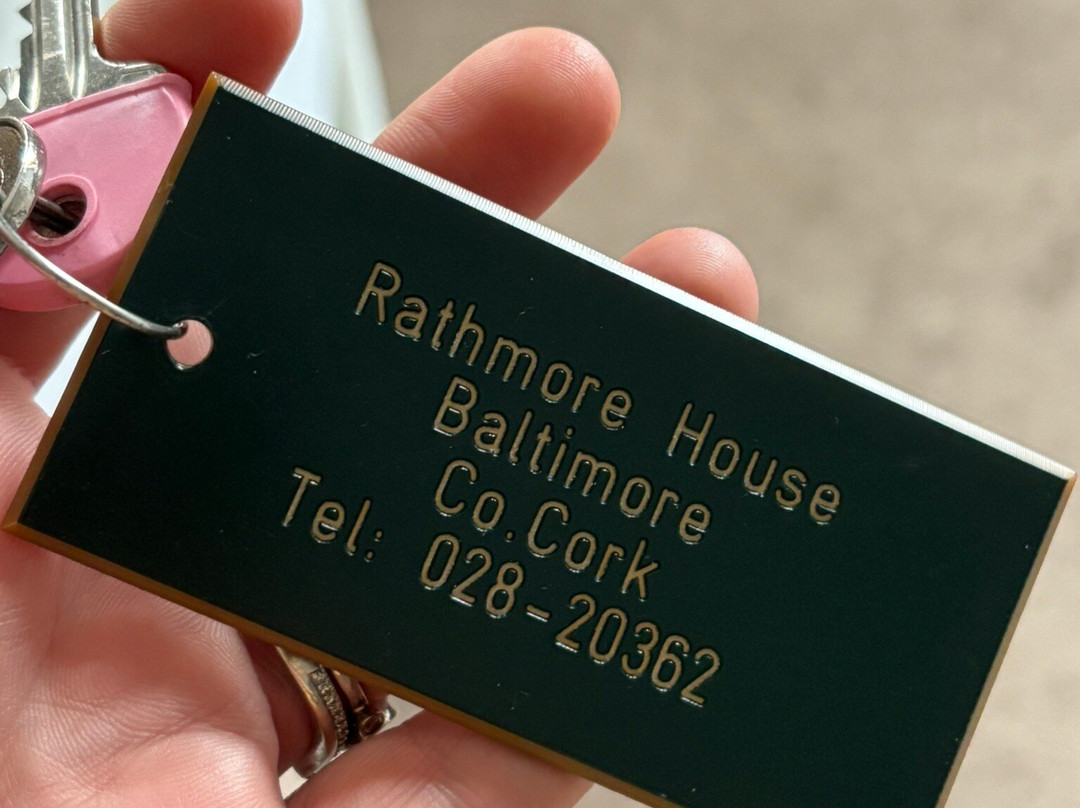 Rathmore House
Baltimore
Co.Cork
Tel: 028-20362